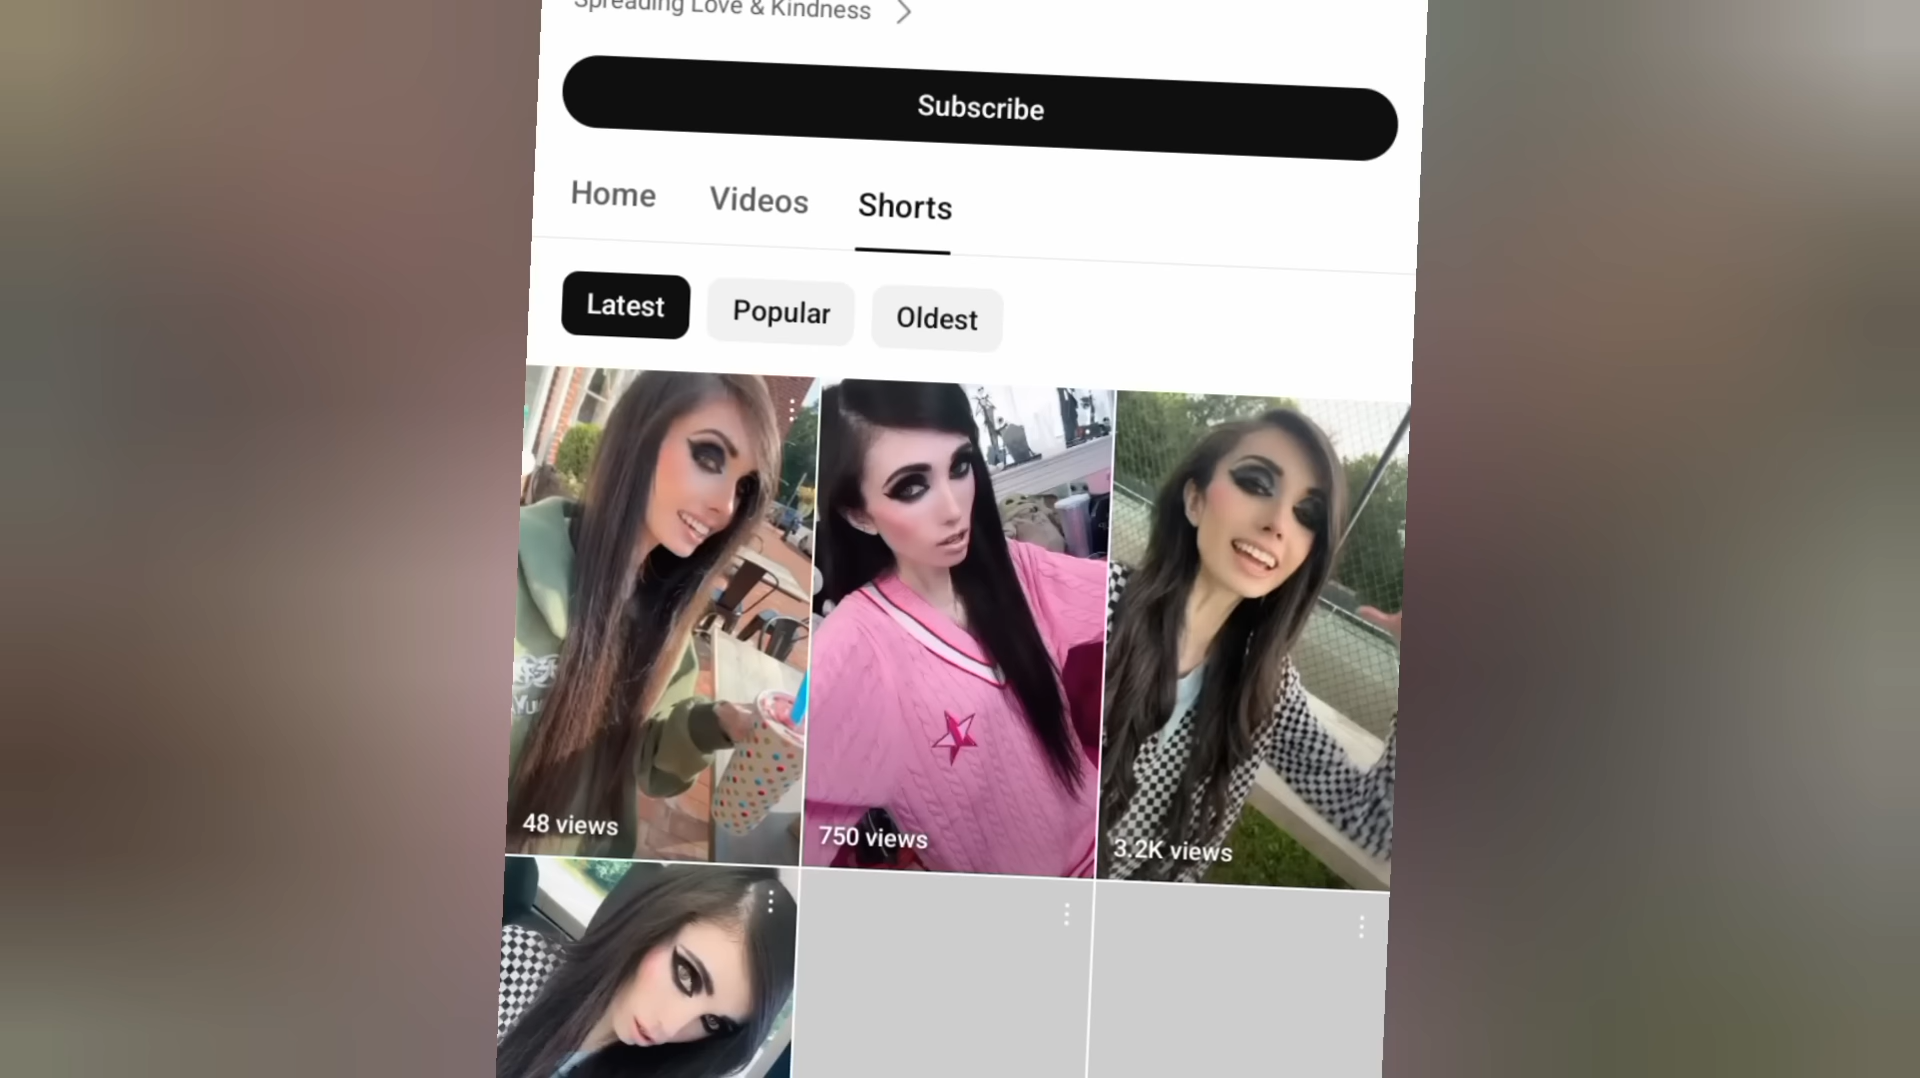 Spreading Love & Kindness
Subscribe
Home Videos Shorts
Latest Popular Oldest
48 views 750 views 3.2K views